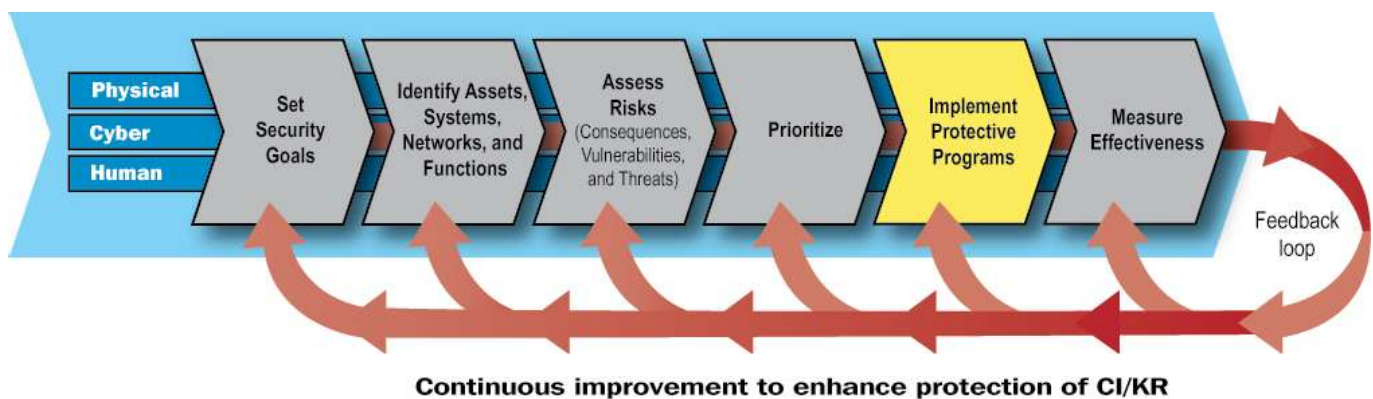 Physical
Cyber
Human
Set
Security
Goals
Identify Assets,
Systems,
Networks, and
Functions
Assess
Risks
(Consequences,
Vulnerabilities,
and Threats)
Prioritize
Implement
Protective
Programs
Measure
Effectiveness
Feedback
loop
Continuous improvement to enhance protection of CI/KR